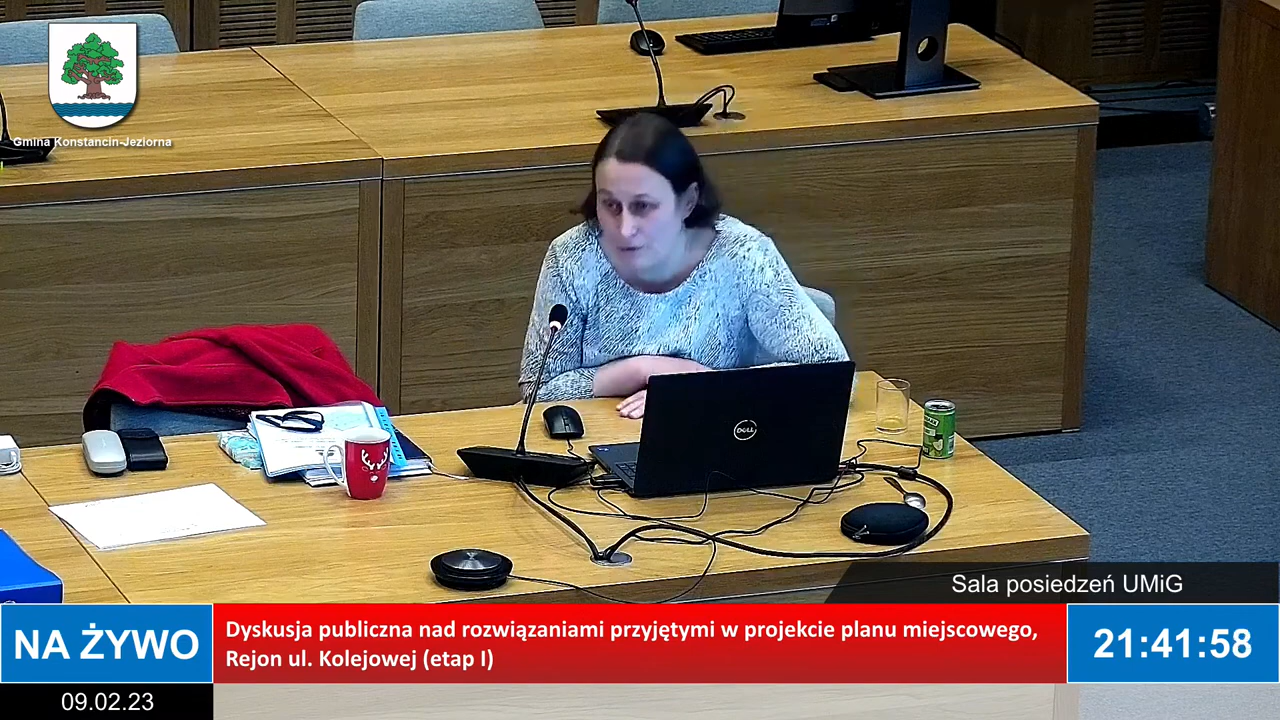 Gmina Konstancin-Jeziorna
DELL
Sala posiedzeń UMiG
NA ŻYWO
Dyskusja publiczna nad rozwiązaniami przyjętymi w projekcie planu miejscowego,
Rejon ul. Kolejowej (etap I)
21:41:58
09.02.23